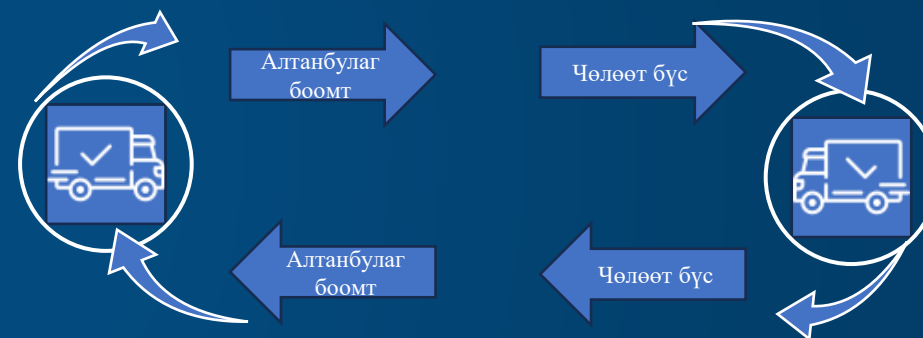 Алтанбулаг
боомт
Чөлөөт бүс
Алтанбулаг
боомт
Чөлөөт бүс